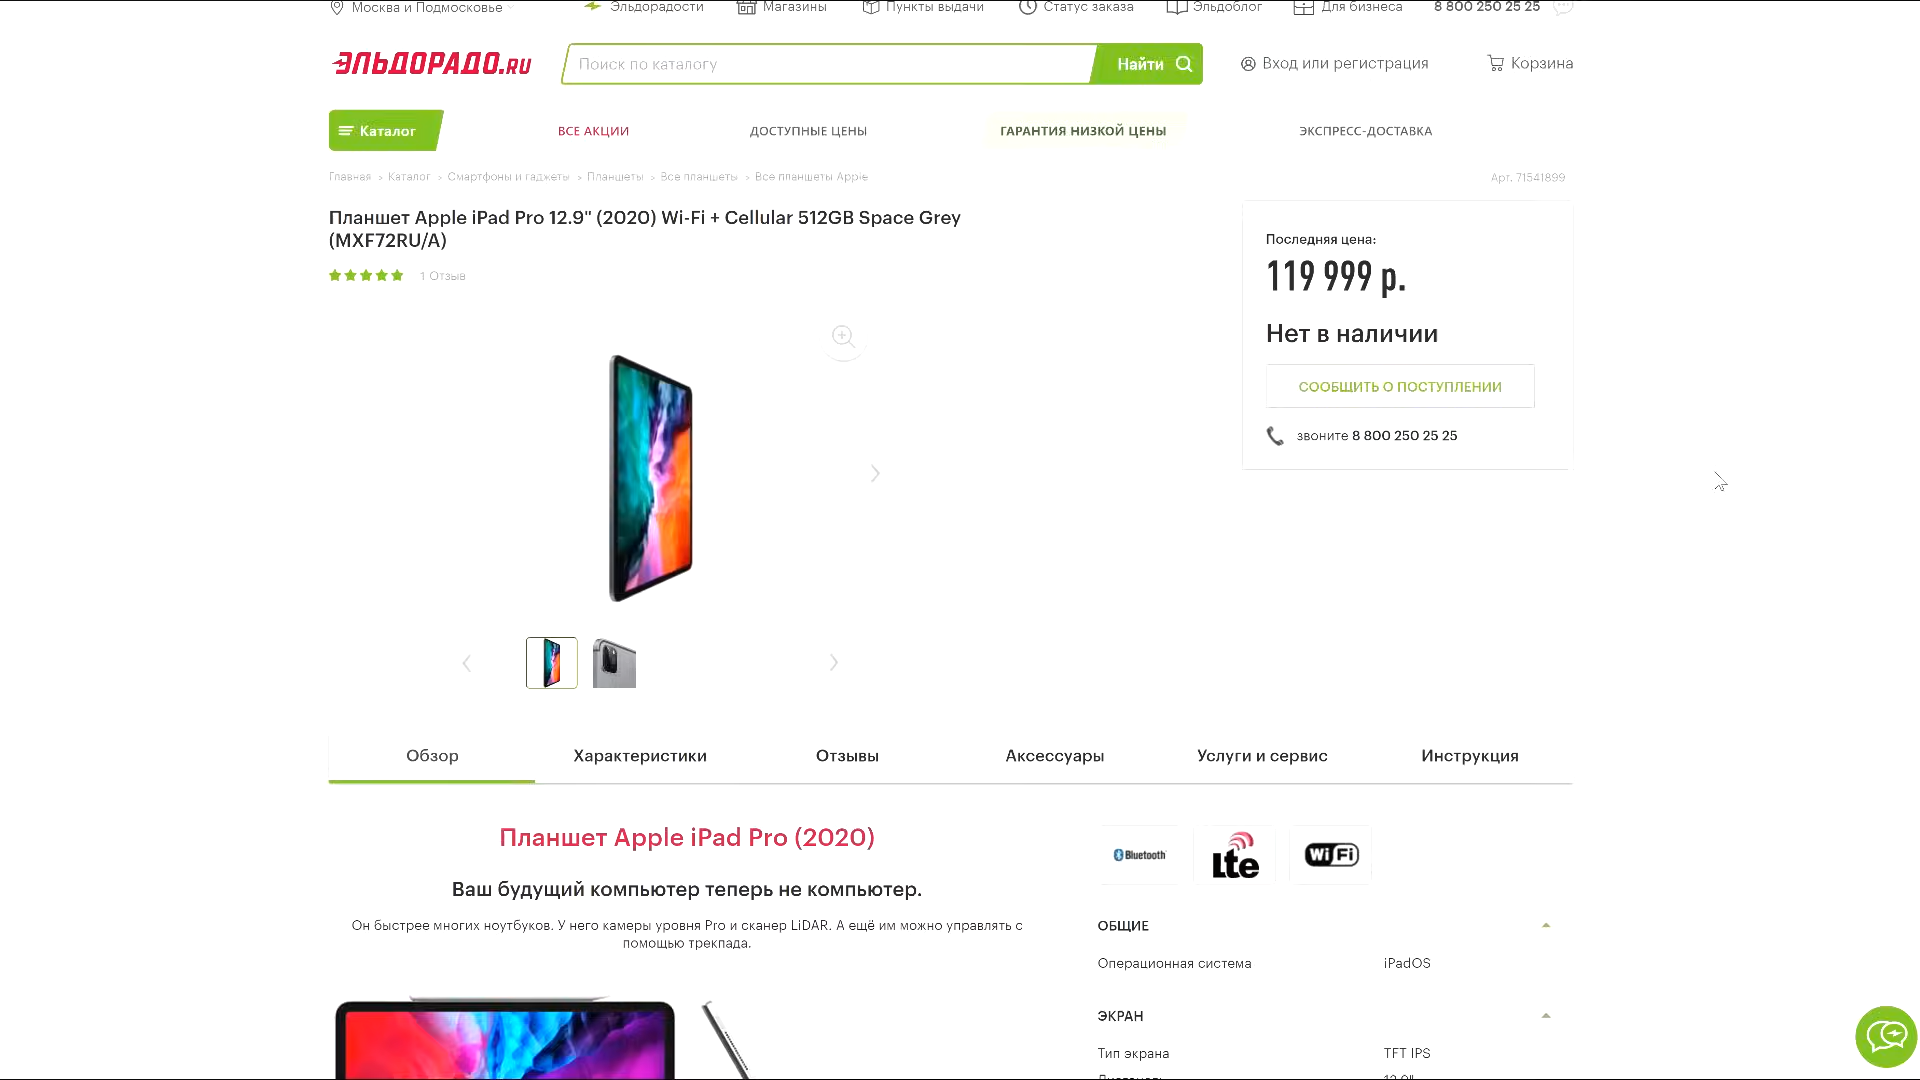 Москва и Подмосковье
Эльдорадости
Магазины
Пункты выдачи
Статус заказа
Эльдоблог
Для бизнеса
8 800 250 25 25
ЭЛЬДОРАДО.RU
Поиск по каталогу
Найти
Вход или регистрация
Корзина
Каталог
ВСЕ АКЦИИ
ДОСТУПНЫЕ ЦЕНЫ
ГАРАНТИЯ НИЗКОЙ ЦЕНЫ
ЭКСПРЕСС-ДОСТАВКА
Главная > Каталог > Смартфоны и гаджеты > Планшеты > Все планшеты > Все планшеты Apple
Арт. 71541899
Планшет Apple iPad Pro 12.9" (2020) Wi-Fi + Cellular 512GB Space Grey
(MXF72RU/A)
1 Отзыв
Последняя цена:
119 999 р.
Нет в наличии
СООБЩИТЬ О ПОСТУПЛЕНИИ
звоните 8 800 250 25 25
Обзор
Характеристики
Отзывы
Аксессуары
Услуги и сервис
Инструкция
Планшет Apple iPad Pro (2020)
Ваш будущий компьютер теперь не компьютер.
Он быстрее многих ноутбуков. У него камеры уровня Pro и сканер LiDAR. А ещё им можно управлять с
помощью трекпада.
Bluetooth
Lte
Wi Fi
ОБЩИЕ
Операционная система
iPadOS
ЭКРАН
Тип экрана
TFT IPS